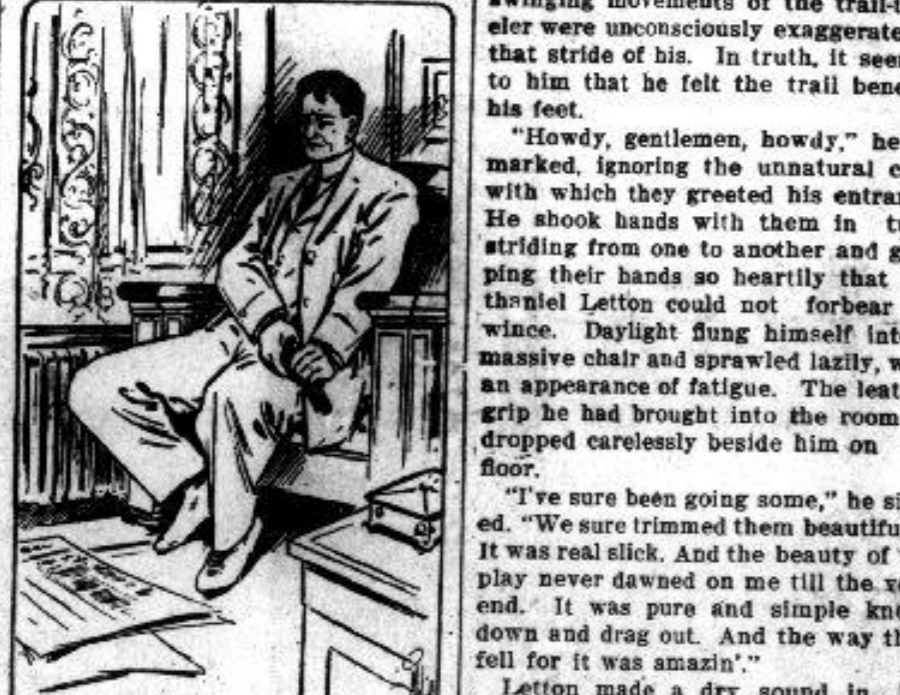 swinging movements of the trail-t
eler were unconsciously exaggerate
that stride of his. In truth, it see
to him that he felt the trail bene
his feet.
"Howdy, gentlemen, howdy," he
marked, ignoring the unnatural c
with which they greeted his entran
He shook hands with them in t
striding from one to another and g
ping their hands so heartily that
thaniel Letton could not forbear
wince. Daylight flung himself int
massive chair and sprawled lazily, w
an appearance of fatigue. The leat
grip he had brought into the room
dropped carelessly beside him on
floor.
"I've sure been going some," he si
ed. "We sure trimmed them beautifu
It was real slick. And the beauty of
play never dawned on me till the ve
end. It was pure and simple kno
down and drag out. And the way th
fell for it was amazin'."
Letton made a dry sound in